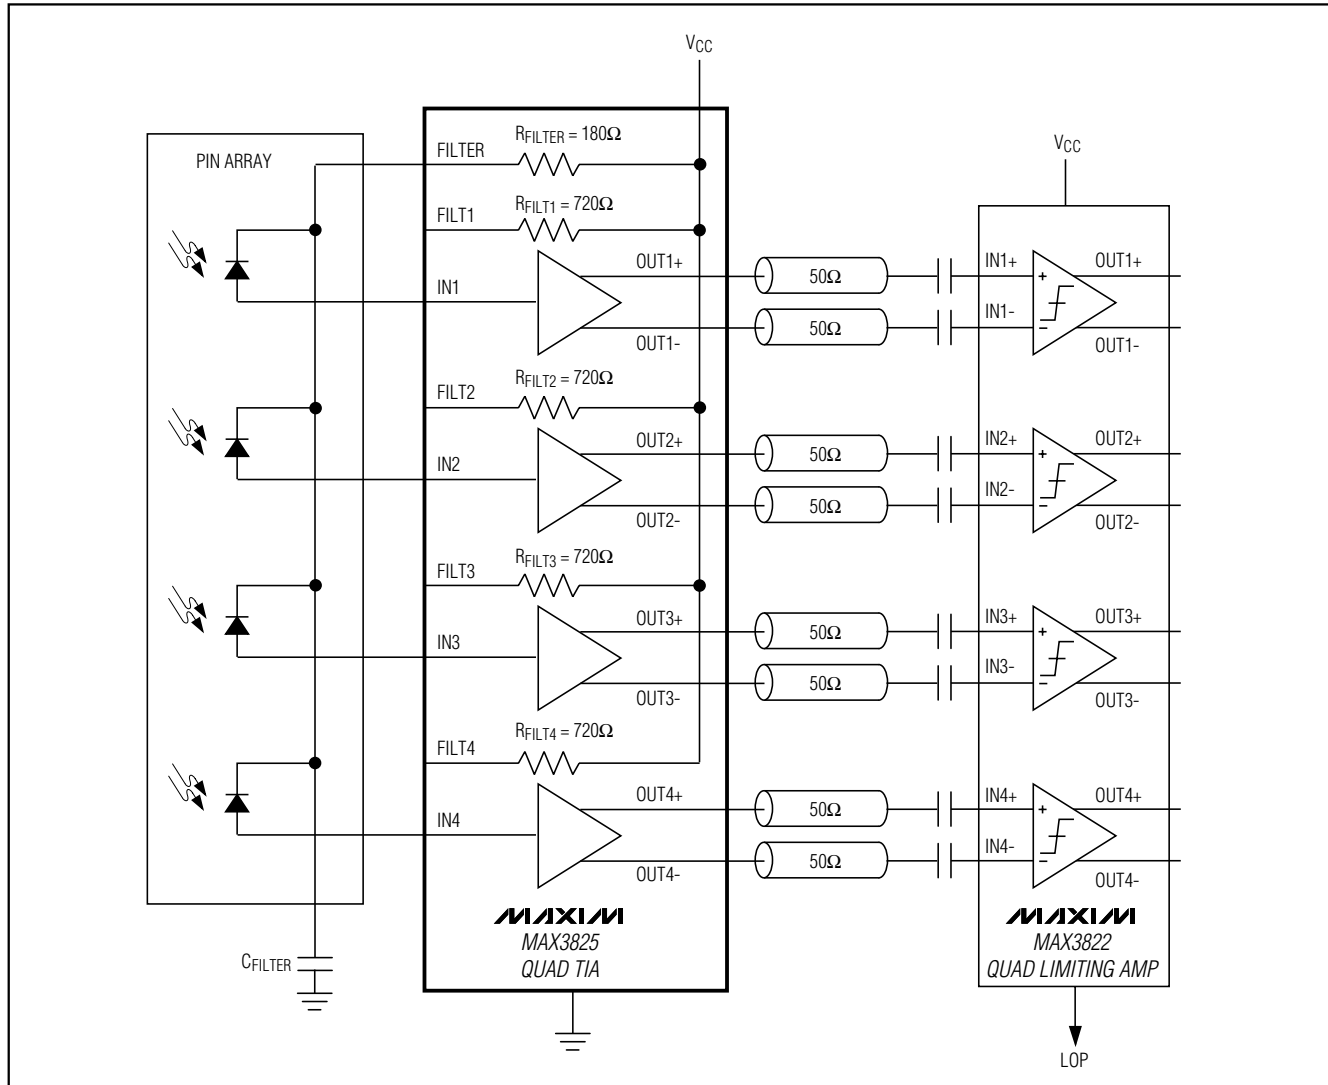 VCC
PIN ARRAY
FILTER
RFILTER = 180Ω
VCC
FILT1
RFILT1 = 720Ω
IN1
OUT1+
OUT1-
50Ω
50Ω
IN1+
IN1-
+
-
OUT1+
OUT1-
FILT2
RFILT2 = 720Ω
IN2
OUT2+
OUT2-
50Ω
50Ω
IN2+
IN2-
+
-
OUT2+
OUT2-
FILT3
RFILT3 = 720Ω
IN3
OUT3+
OUT3-
50Ω
50Ω
IN3+
IN3-
+
-
OUT3+
OUT3-
FILT4
RFILT4 = 720Ω
IN4
OUT4+
OUT4-
50Ω
50Ω
IN4+
IN4-
+
-
OUT4+
OUT4-
CFILTER
MAXIM
MAX3825
QUAD TIA
MAXIM
MAX3822
QUAD LIMITING AMP
LOP